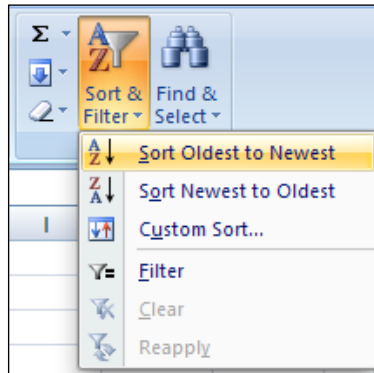 Σ
A
Z
Sort & Find &
Filter Select
A
Z
Sort Oldest to Newest
Z
A
Sort Newest to Oldest
I
Custom Sort...
Filter
Clear
Reapply